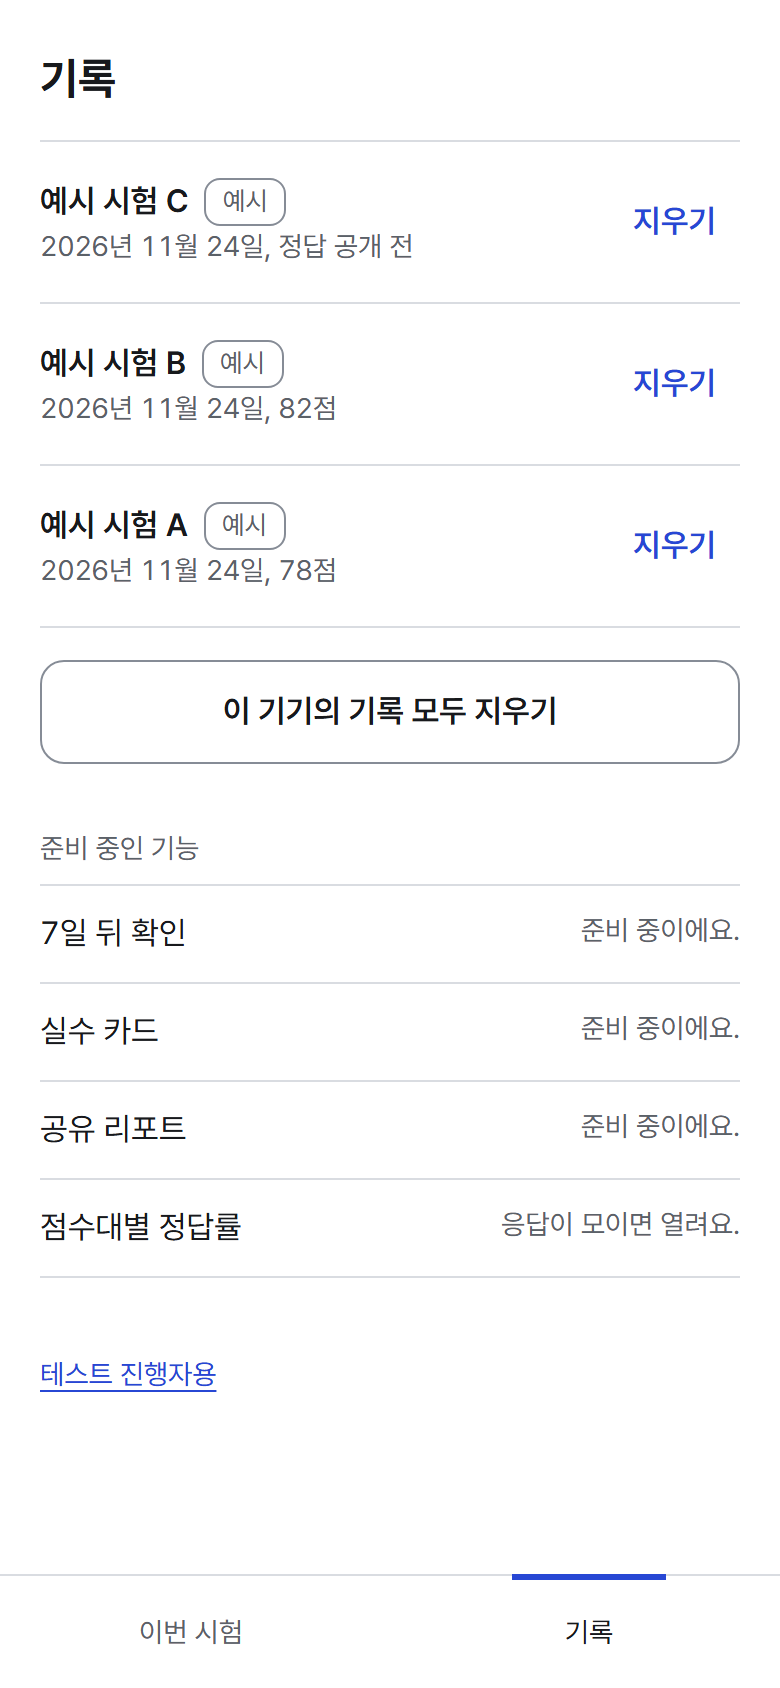 기록
예시 시험 C 예시
2026년 11월 24일, 정답 공개 전
지우기
예시 시험 B 예시
2026년 11월 24일, 82점
지우기
예시 시험 A 예시
2026년 11월 24일, 78점
지우기
이 기기의 기록 모두 지우기
준비 중인 기능
7일 뒤 확인 준비 중이에요.
실수 카드 준비 중이에요.
공유 리포트 준비 중이에요.
점수대별 정답률 응답이 모이면 열려요.
테스트 진행자용
이번 시험 기록